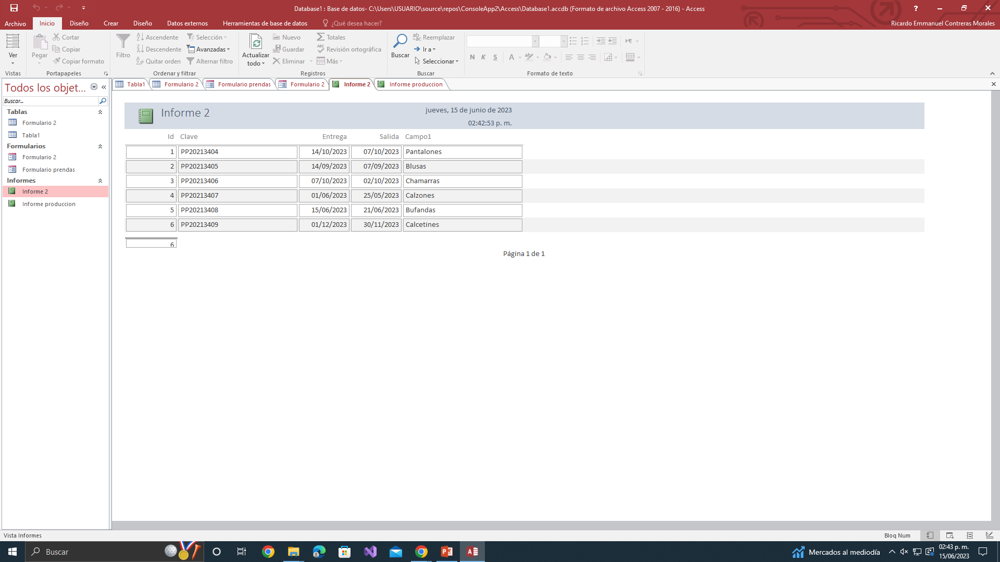 Database1 : Base de datos- C:\Users\USUARIO\source\repos\ConsoleApp2\Access\Database1.accdb (Formato de archivo Access 2007 - 2016) - Access
Archivo Inicio Diseño Crear Diseño Datos externos Herramientas de base de datos ¿Qué desea hacer? Ricardo Emmanuel Contreras Morales
Cortar Ascendente Selección Nuevo Totales Reemplazar
Copiar Descendente Avanzadas Guardar Revisión ortográfica Ir a
Ver Pegar Filtro Actualizar todo Buscar
Copiar formato Quitar orden Alternar filtro Eliminar Más Seleccionar
N K S A
Vistas Portapapeles Ordenar y filtrar Registros Buscar Formato de texto
Todos los objet...
Buscar...
Tablas
Formulario 2
Tabla1
Formularios
Formulario 2
Formulario prendas
Informes
Informe 2
Informe produccion
Tabla1 Formulario 2 Formulario prendas Formulario 2 Informe 2 Informe produccion
Informe 2 jueves, 15 de junio de 2023
02:42:53 p. m.
Id Clave Entrega Salida Campo1
1 PP20213404 14/10/2023 07/10/2023 Pantalones
2 PP20213405 14/09/2023 07/09/2023 Blusas
3 PP20213406 07/10/2023 02/10/2023 Chamarras
4 PP20213407 01/06/2023 25/05/2023 Calzones
5 PP20213408 15/06/2023 21/06/2023 Bufandas
6 PP20213409 01/12/2023 30/11/2023 Calcetines
6
Página 1 de 1
Vista Informes Bloq Num
Buscar Mercados al mediodía 02:43 p. m.
15/06/2023